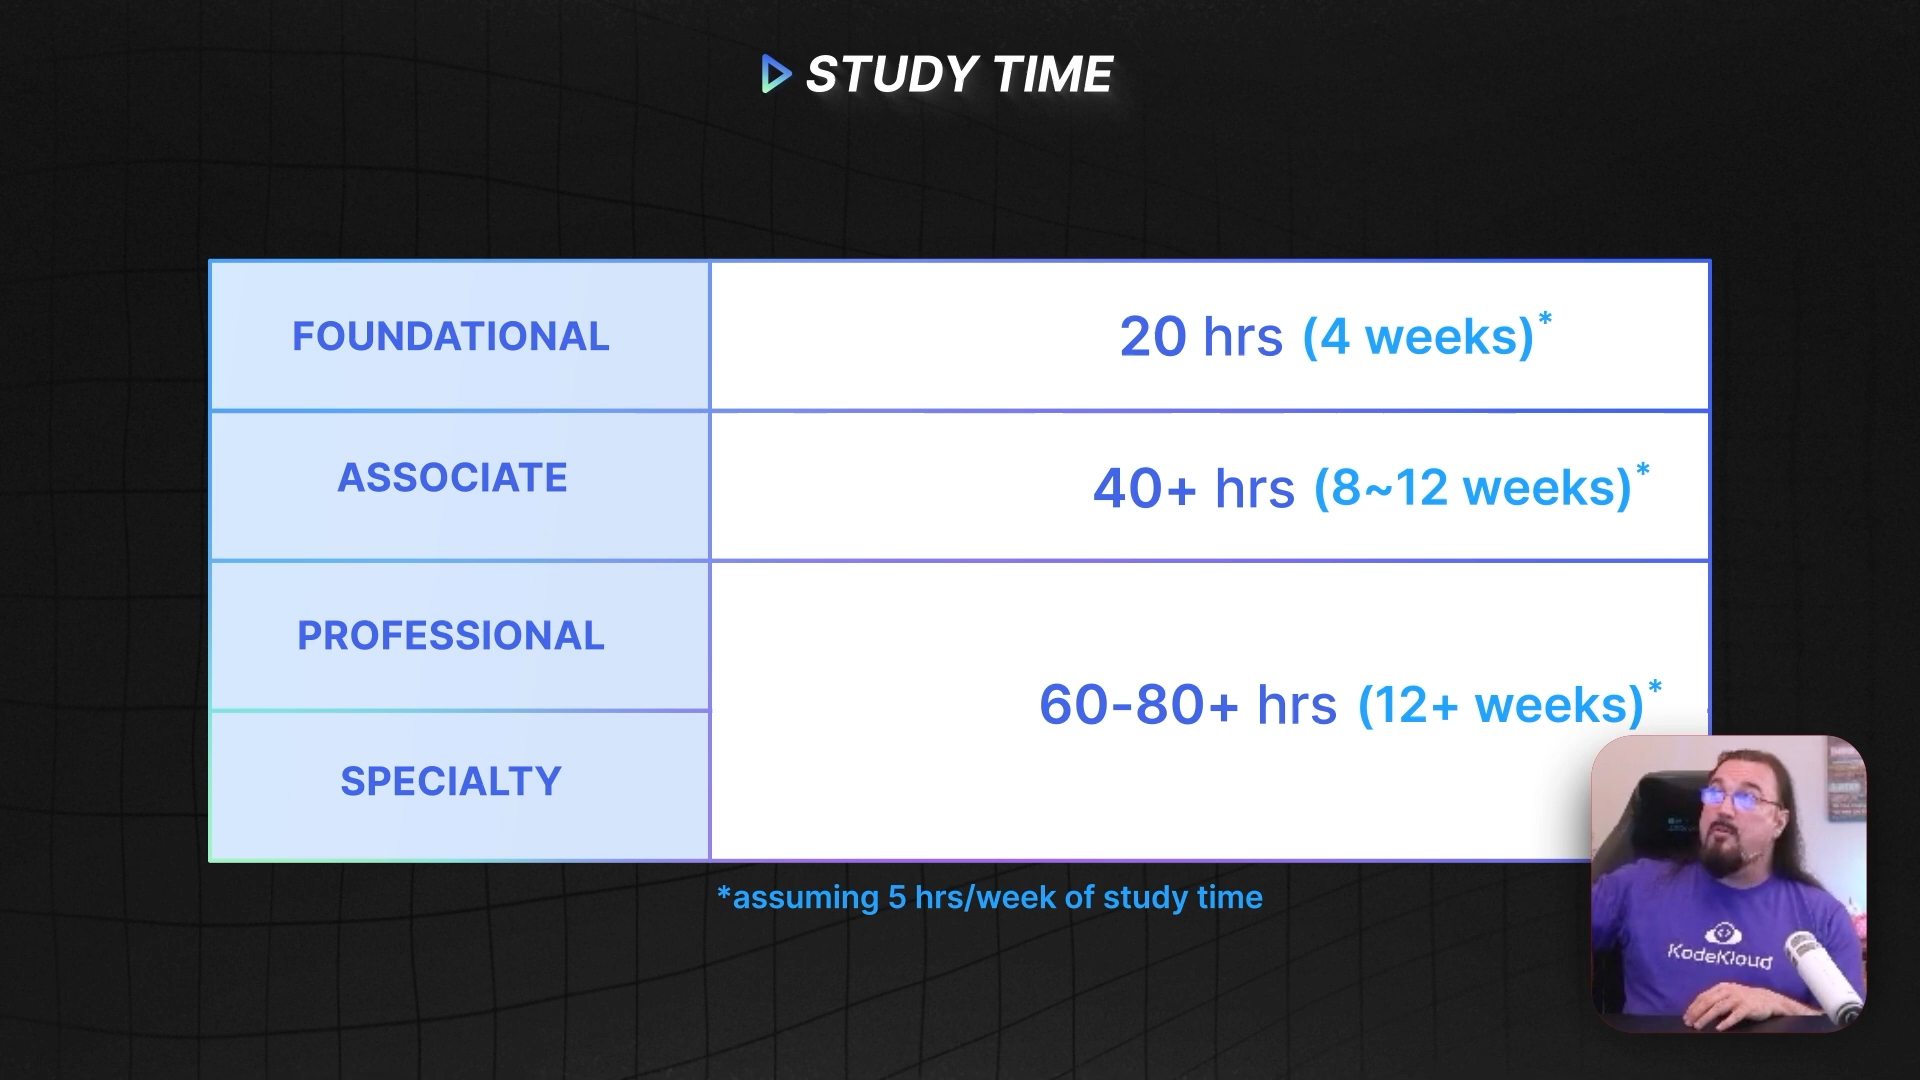 STUDY TIME
FOUNDATIONAL
20 hrs (4 weeks)*
ASSOCIATE
40+ hrs (8~12 weeks)*
PROFESSIONAL
60-80+ hrs (12+ weeks)*
SPECIALTY
*assuming 5 hrs/week of study time
KodeKloud